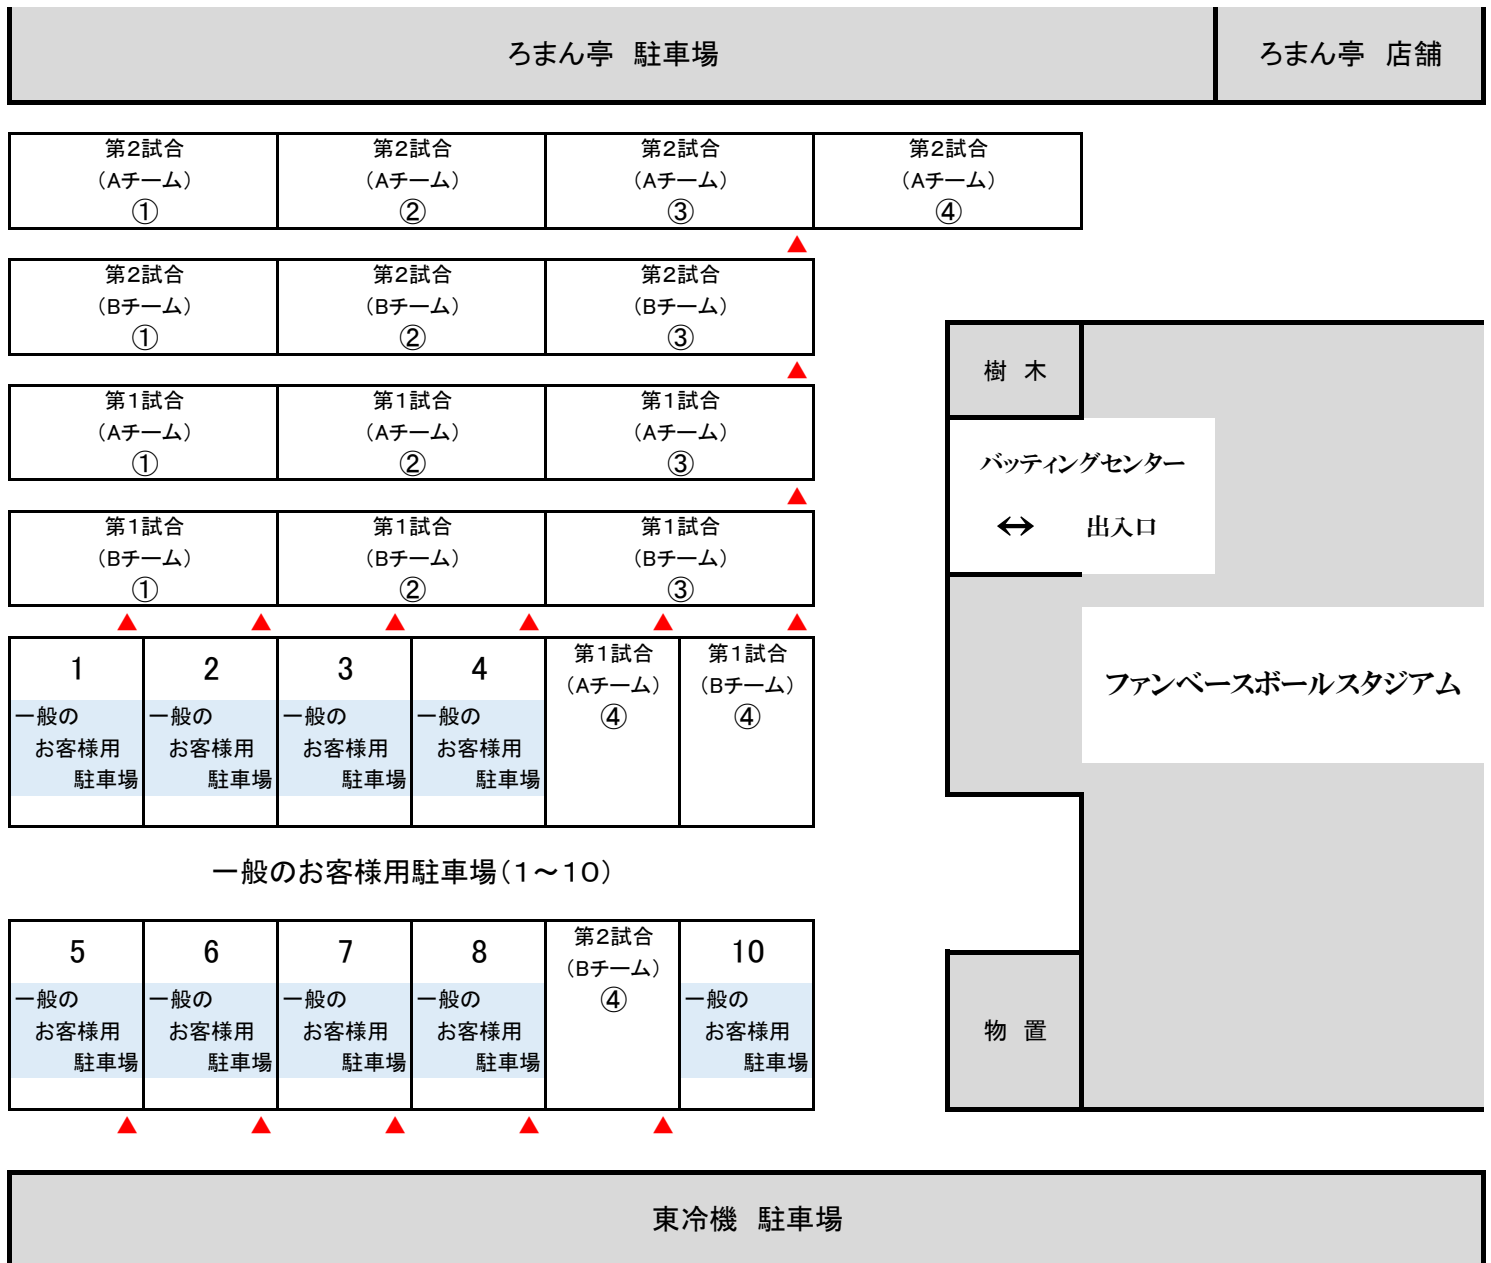 ろまん亭 駐車場
ろまん亭 店舗
第2試合
(Aチーム)
①
第2試合
(Aチーム)
②
第2試合
(Aチーム)
③
第2試合
(Aチーム)
④
第2試合
(Bチーム)
①
第2試合
(Bチーム)
②
第2試合
(Bチーム)
③
樹 木
第1試合
(Aチーム)
①
第1試合
(Aチーム)
②
第1試合
(Aチーム)
③
バッティングセンター
↔ 出入口
第1試合
(Bチーム)
①
第1試合
(Bチーム)
②
第1試合
(Bチーム)
③
1
一般の
お客様用
駐車場
2
一般の
お客様用
駐車場
3
一般の
お客様用
駐車場
4
一般の
お客様用
駐車場
第1試合
(Aチーム)
④
第1試合
(Bチーム)
④
ファンベースボールスタジアム
一般のお客様用駐車場(1~10)
5
一般の
お客様用
駐車場
6
一般の
お客様用
駐車場
7
一般の
お客様用
駐車場
8
一般の
お客様用
駐車場
第2試合
(Bチーム)
④
10
一般の
お客様用
駐車場
物 置
東冷機 駐車場